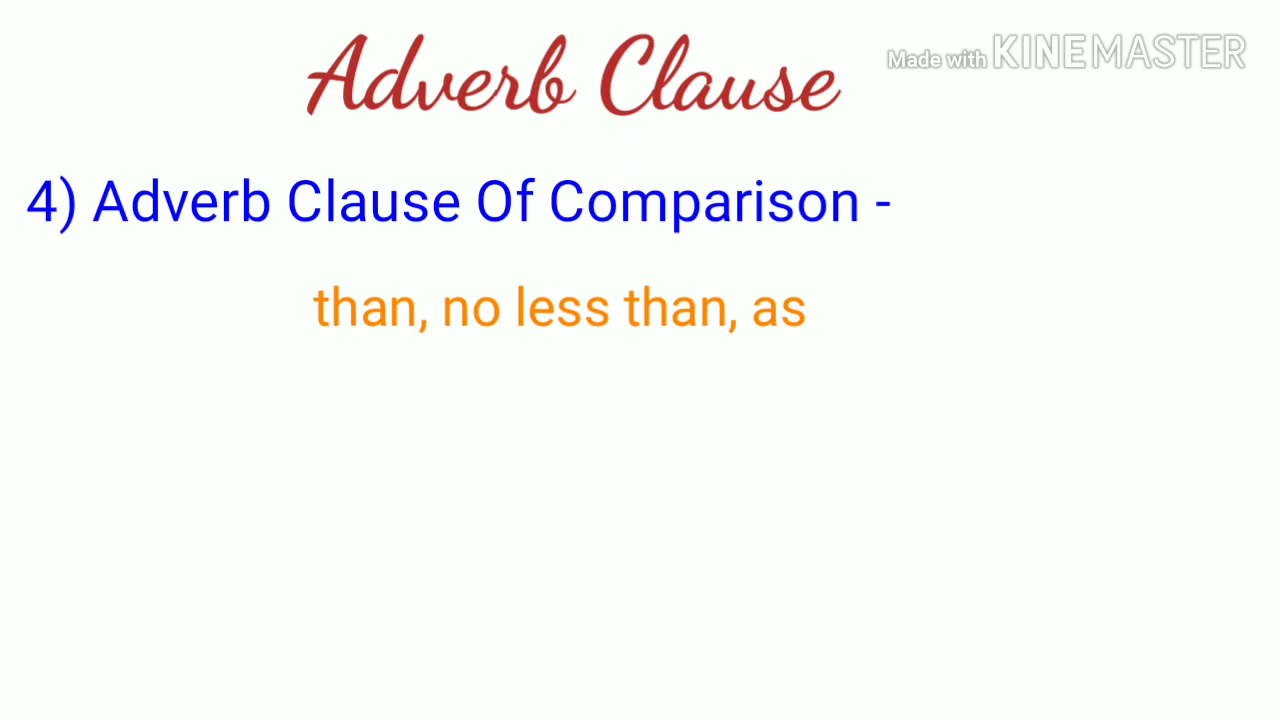 Adverb Clause
Made with KINEMASTER
4) Adverb Clause Of Comparison -
than, no less than, as